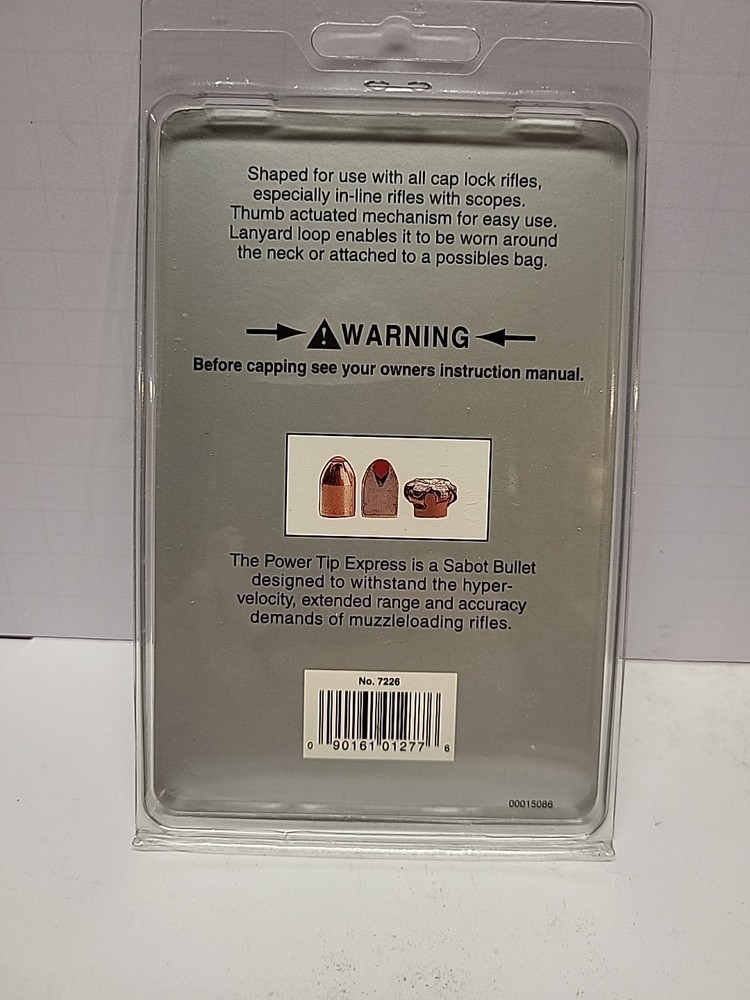 Shaped for use with all cap lock rifles,
especially in-line rifles with scopes.
Thumb actuated mechanism for easy use.
Lanyard loop enables it to be worn around
the neck or attached to a possibles bag.
WARNING
Before capping see your owners instruction manual.
The Power Tip Express is a Sabot Bullet
designed to withstand the hyper-
velocity, extended range and accuracy
demands of muzzleloading rifles.
No. 7226
0 90161 01277 6
00015086